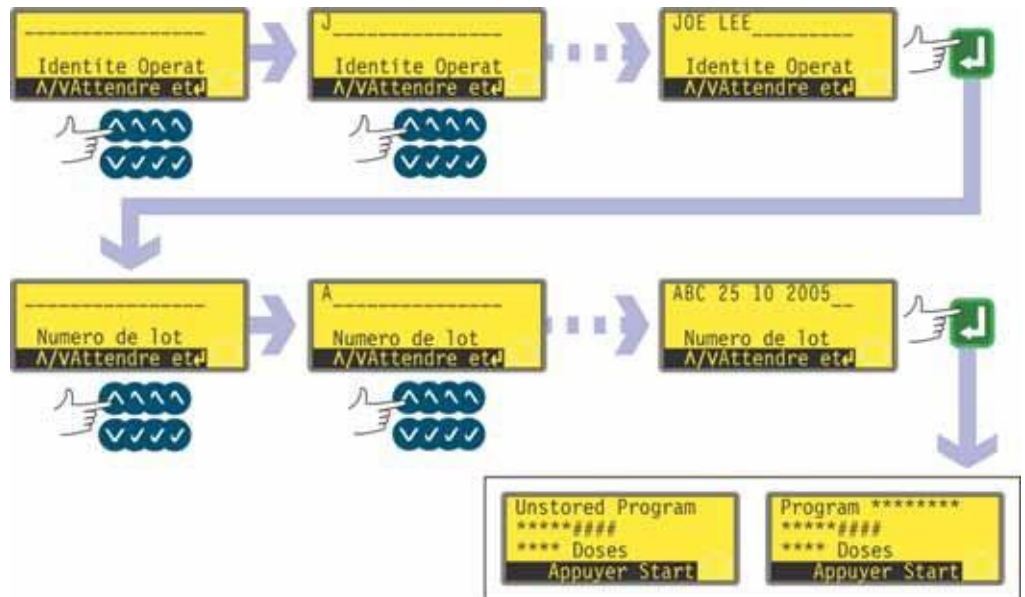 ________________
Identite Operat
Λ/VAttendre et↲
J_______________
Identite Operat
Λ/VAttendre et↲
JOE LEE_________
Identite Operat
Λ/VAttendre et↲
________________
Numero de lot
Λ/VAttendre et↲
A_______________
Numero de lot
Λ/VAttendre et↲
ABC 25 10 2005__
Numero de lot
Λ/VAttendre et↲
Unstored Program
*****####
**** Doses
Appuyer Start
Program ********
*****####
**** Doses
Appuyer Start